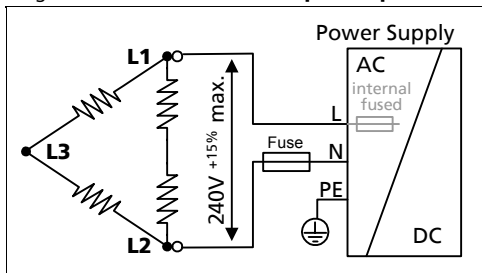 Power Supply
L1
AC
internal
fused
L
240V +15% max.
Fuse
N
L3
PE
L2
DC